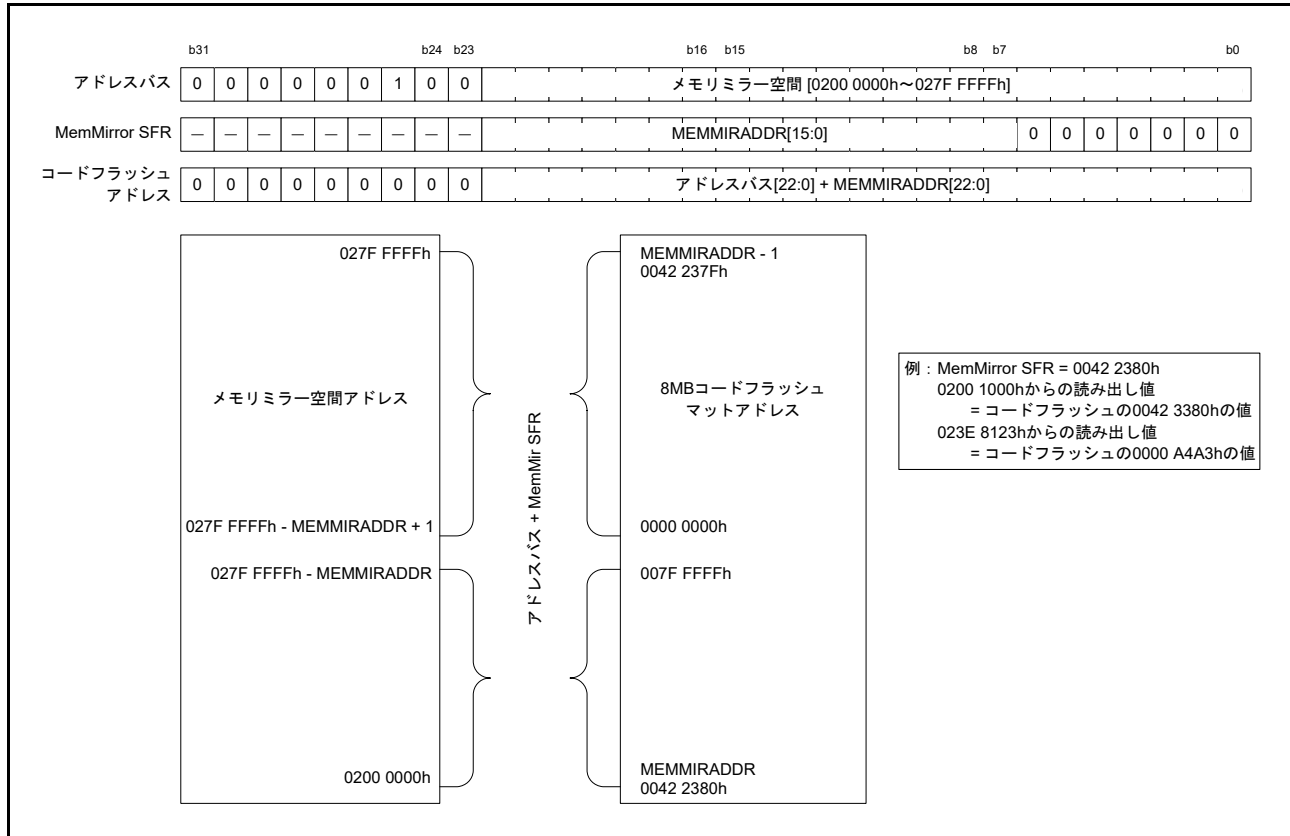 b31 b24 b23 b16 b15 b8 b7 b0
アドレスバス 0 0 0 0 0 0 1 0 0 メモリミラー空間 [0200 0000h～027F FFFFh]
MemMirror SFR — — — — — — — — — MEMMIRADDR[15:0] 0 0 0 0 0 0 0
コードフラッシュ
アドレス 0 0 0 0 0 0 0 0 0 アドレスバス[22:0] + MEMMIRADDR[22:0]
027F FFFFh
メモリミラー空間アドレス
027F FFFFh - MEMMIRADDR + 1
027F FFFFh - MEMMIRADDR
0200 0000h
アドレスバス + MemMir SFR
MEMMIRADDR - 1
0042 237Fh
8MBコードフラッシュ
マットアドレス
0000 0000h
007F FFFFh
MEMMIRADDR
0042 2380h
例：MemMirror SFR = 0042 2380h
0200 1000hからの読み出し値
= コードフラッシュの0042 3380hの値
023E 8123hからの読み出し値
= コードフラッシュの0000 A4A3hの値